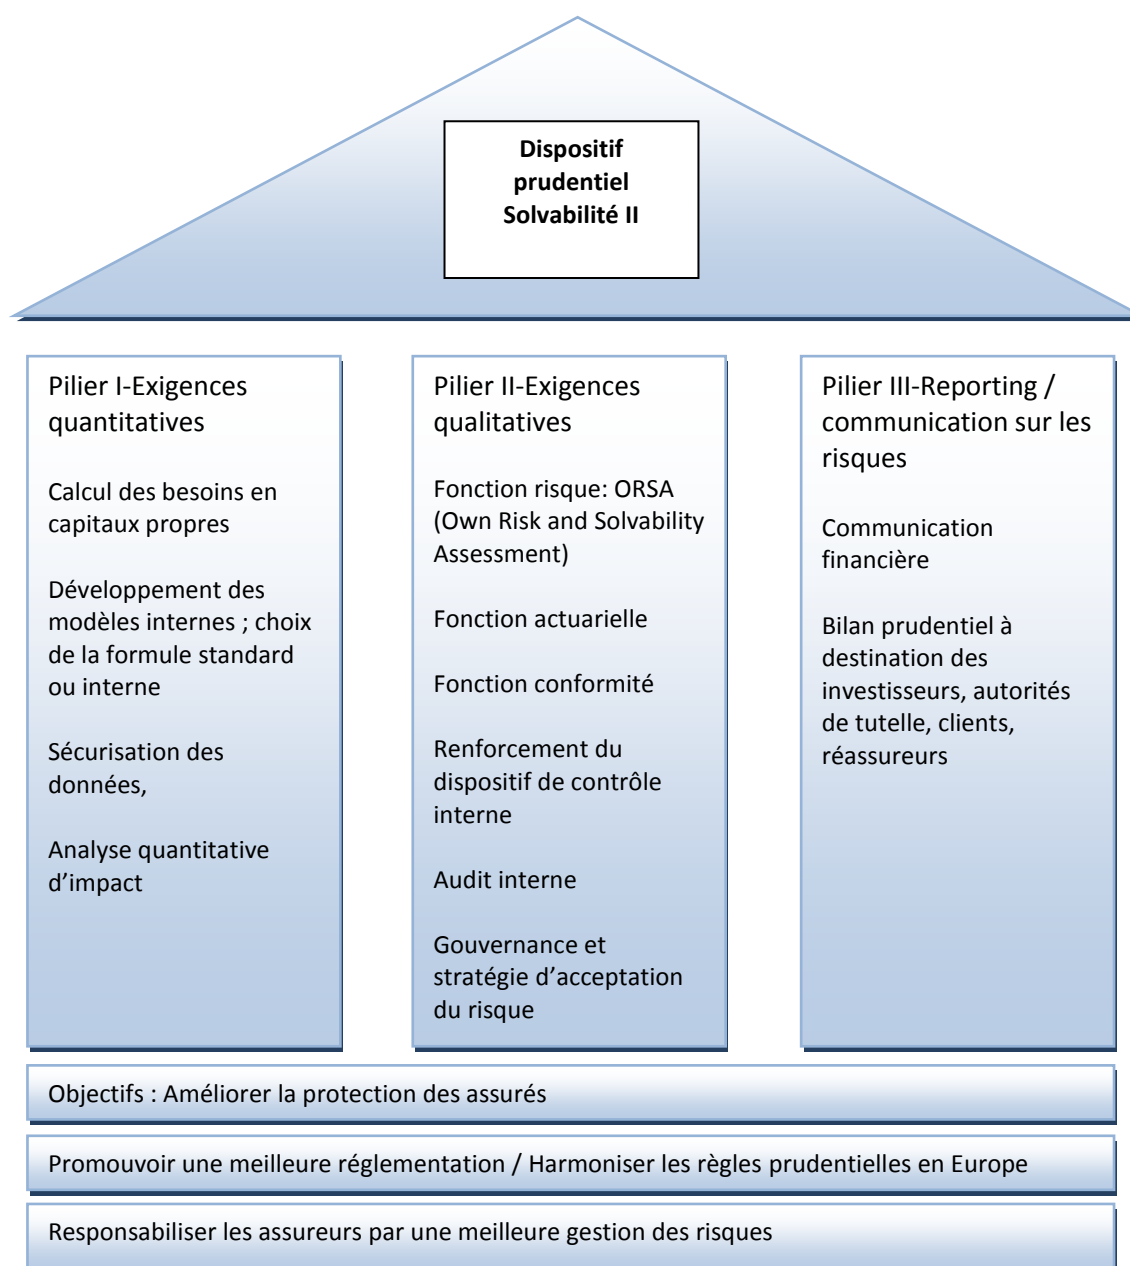 Dispositif
prudentiel
Solvabilité II
Pilier I-Exigences
quantitatives
Calcul des besoins en
capitaux propres
Développement des
modèles internes ; choix
de la formule standard
ou interne
Sécurisation des
données,
Analyse quantitative
d’impact
Pilier II-Exigences
qualitatives
Fonction risque: ORSA
(Own Risk and Solvability
Assessment)
Fonction actuarielle
Fonction conformité
Renforcement du
dispositif de contrôle
interne
Audit interne
Gouvernance et
stratégie d’acceptation
du risque
Pilier III-Reporting /
communication sur les
risques
Communication
financière
Bilan prudentiel à
destination des
investisseurs, autorités
de tutelle, clients,
réassureurs
Objectifs : Améliorer la protection des assurés
Promouvoir une meilleure réglementation / Harmoniser les règles prudentielles en Europe
Responsabiliser les assureurs par une meilleure gestion des risques